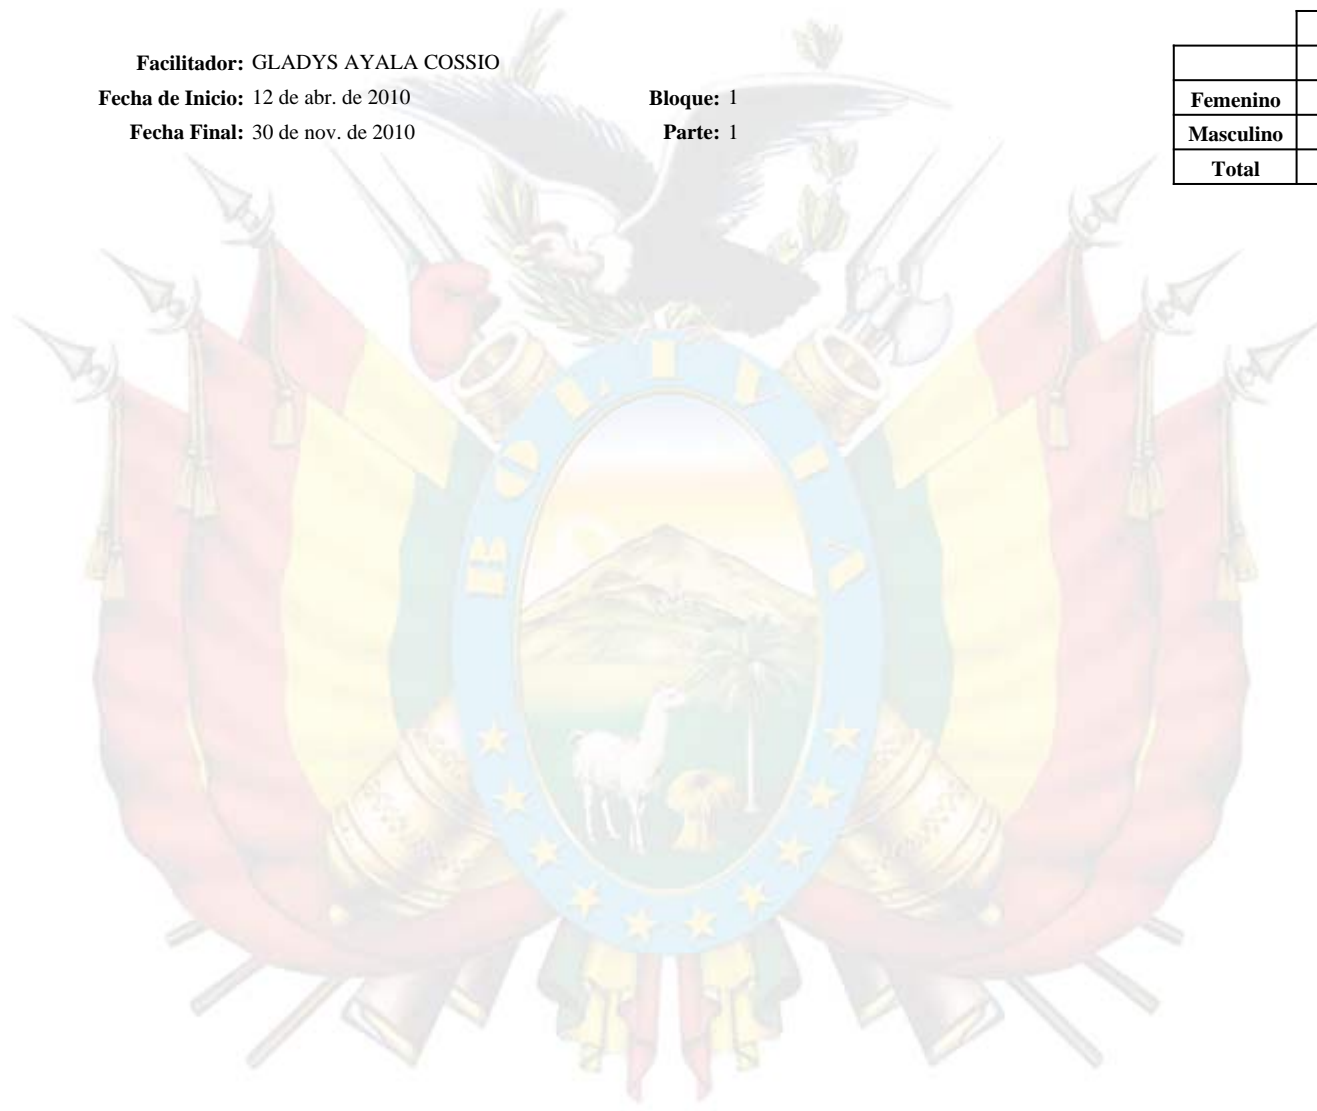 Facilitador: GLADYS AYALA COSSIO
Fecha de Inicio: 12 de abr. de 2010 Bloque: 1
Fecha Final: 30 de nov. de 2010 Parte: 1
Femenino
Masculino
Total
BOLIVIA